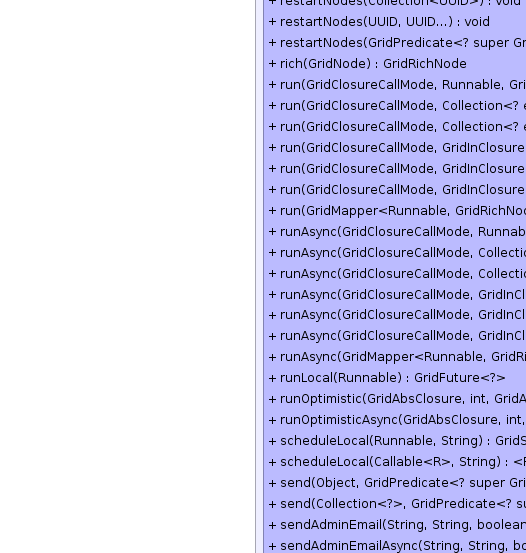 + restartNodes(Collection<UUID>) : void
+ restartNodes(UUID, UUID...) : void
+ restartNodes(GridPredicate<? super Gr
+ rich(GridNode) : GridRichNode
+ run(GridClosureCallMode, Runnable, Gri
+ run(GridClosureCallMode, Collection<? e
+ run(GridClosureCallMode, Collection<? e
+ run(GridClosureCallMode, GridInClosure
+ run(GridClosureCallMode, GridInClosure
+ run(GridClosureCallMode, GridInClosure
+ run(GridMapper<Runnable, GridRichNod
+ runAsync(GridClosureCallMode, Runnab
+ runAsync(GridClosureCallMode, Collectio
+ runAsync(GridClosureCallMode, Collectio
+ runAsync(GridClosureCallMode, GridInCl
+ runAsync(GridClosureCallMode, GridInCl
+ runAsync(GridClosureCallMode, GridInCl
+ runAsync(GridMapper<Runnable, GridRi
+ runLocal(Runnable) : GridFuture<?>
+ runOptimistic(GridAbsClosure, int, GridA
+ runOptimisticAsync(GridAbsClosure, int,
+ scheduleLocal(Runnable, String) : GridS
+ scheduleLocal(Callable<R>, String) : <R
+ send(Object, GridPredicate<? super Gri
+ send(Collection<?>, GridPredicate<? su
+ sendAdminEmail(String, String, boolean
+ sendAdminEmailAsync(String, String, bo